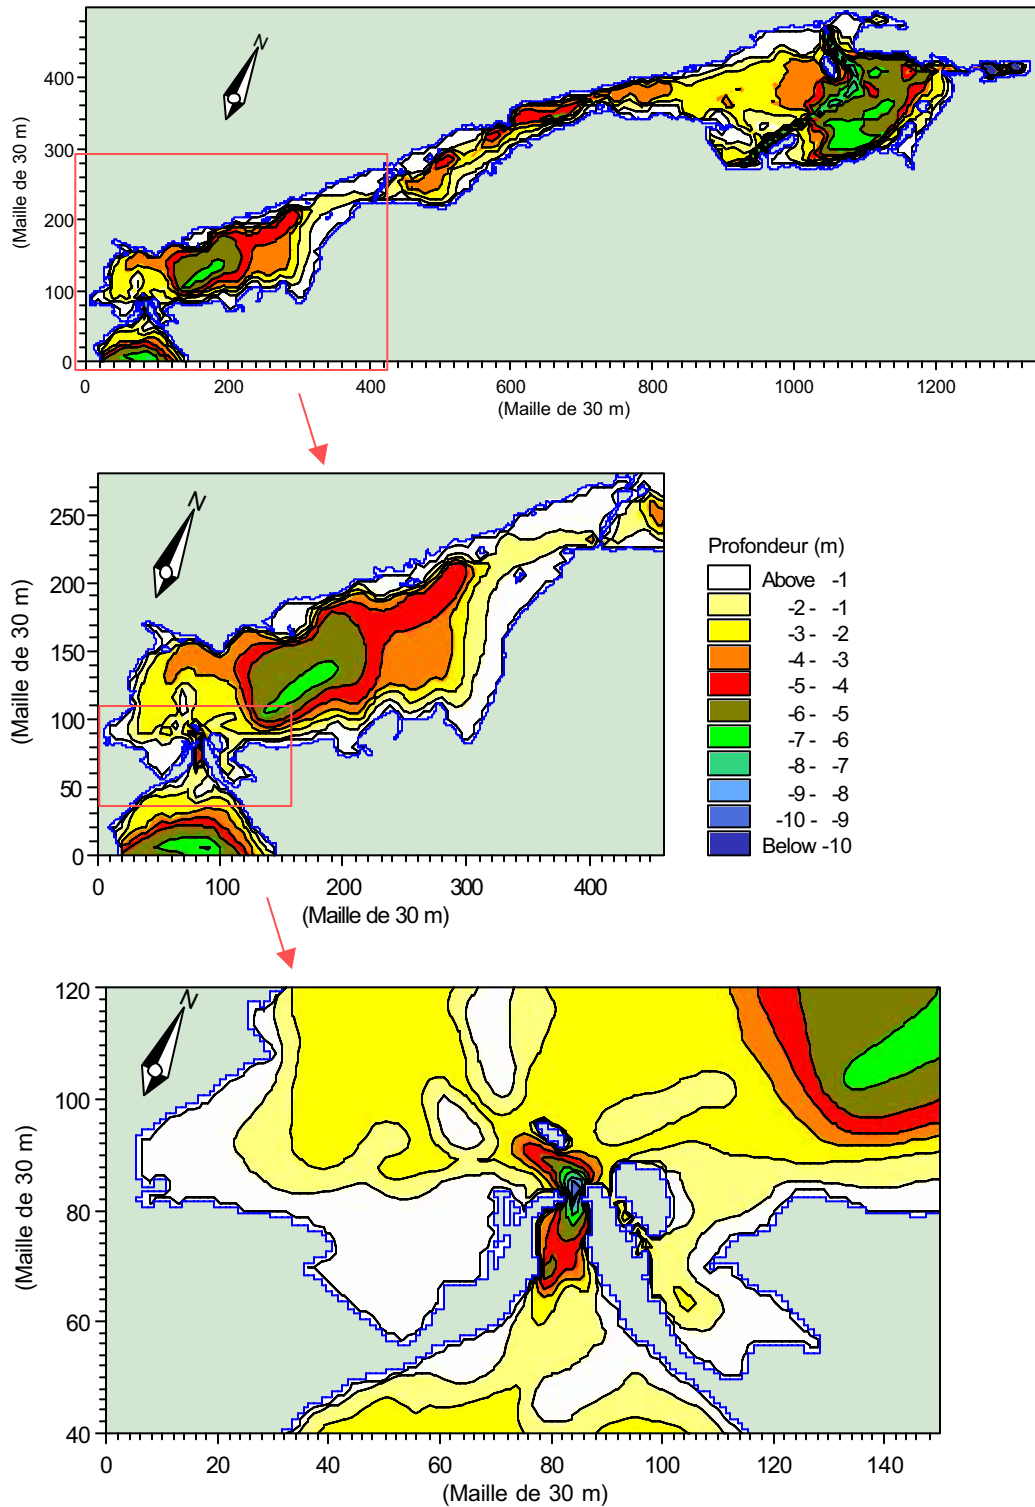 N
400
300
200
100
0
(Maille de 30 m)
0 200 400 600 800 1000 1200
(Maille de 30 m)
N
250
200
150
100
50
0
(Maille de 30 m)
0 100 200 300 400
(Maille de 30 m)
Profondeur (m)
Above -1
-2 - -1
-3 - -2
-4 - -3
-5 - -4
-6 - -5
-7 - -6
-8 - -7
-9 - -8
-10 - -9
Below -10
N
120
100
80
60
40
(Maille de 30 m)
0 20 40 60 80 100 120 140
(Maille de 30 m)